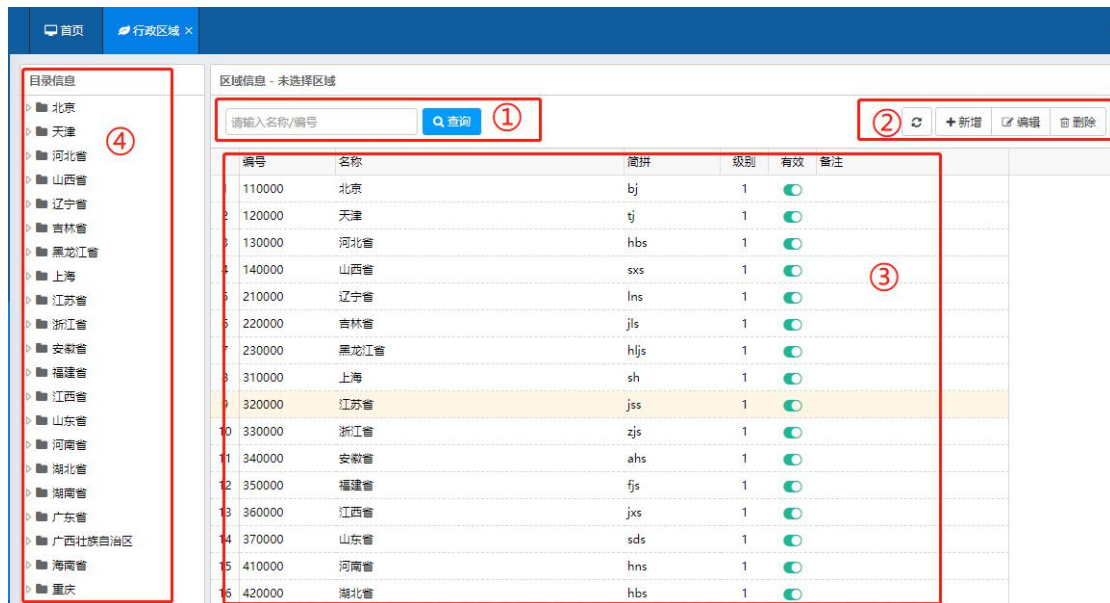 首页 行政区域 ×
目录信息
北京
天津
④
河北省
山西省
辽宁省
吉林省
黑龙江省
上海
江苏省
浙江省
安徽省
福建省
江西省
山东省
河南省
湖北省
湖南省
广东省
广西壮族自治区
海南省
重庆
区域信息 - 未选择区域
请输入名称/编号 查询 ①
② +新增 编辑 删除
编号 名称 简拼 级别 有效 备注
1 110000 北京 bj 1
2 120000 天津 tj 1
3 130000 河北省 hbs 1
4 140000 山西省 sxs 1
③
5 210000 辽宁省 lns 1
6 220000 吉林省 jls 1
7 230000 黑龙江省 hljs 1
8 310000 上海 sh 1
9 320000 江苏省 jss 1
10 330000 浙江省 zjs 1
11 340000 安徽省 ahs 1
12 350000 福建省 fjs 1
13 360000 江西省 jxs 1
14 370000 山东省 sds 1
15 410000 河南省 hns 1
16 420000 湖北省 hbs 1